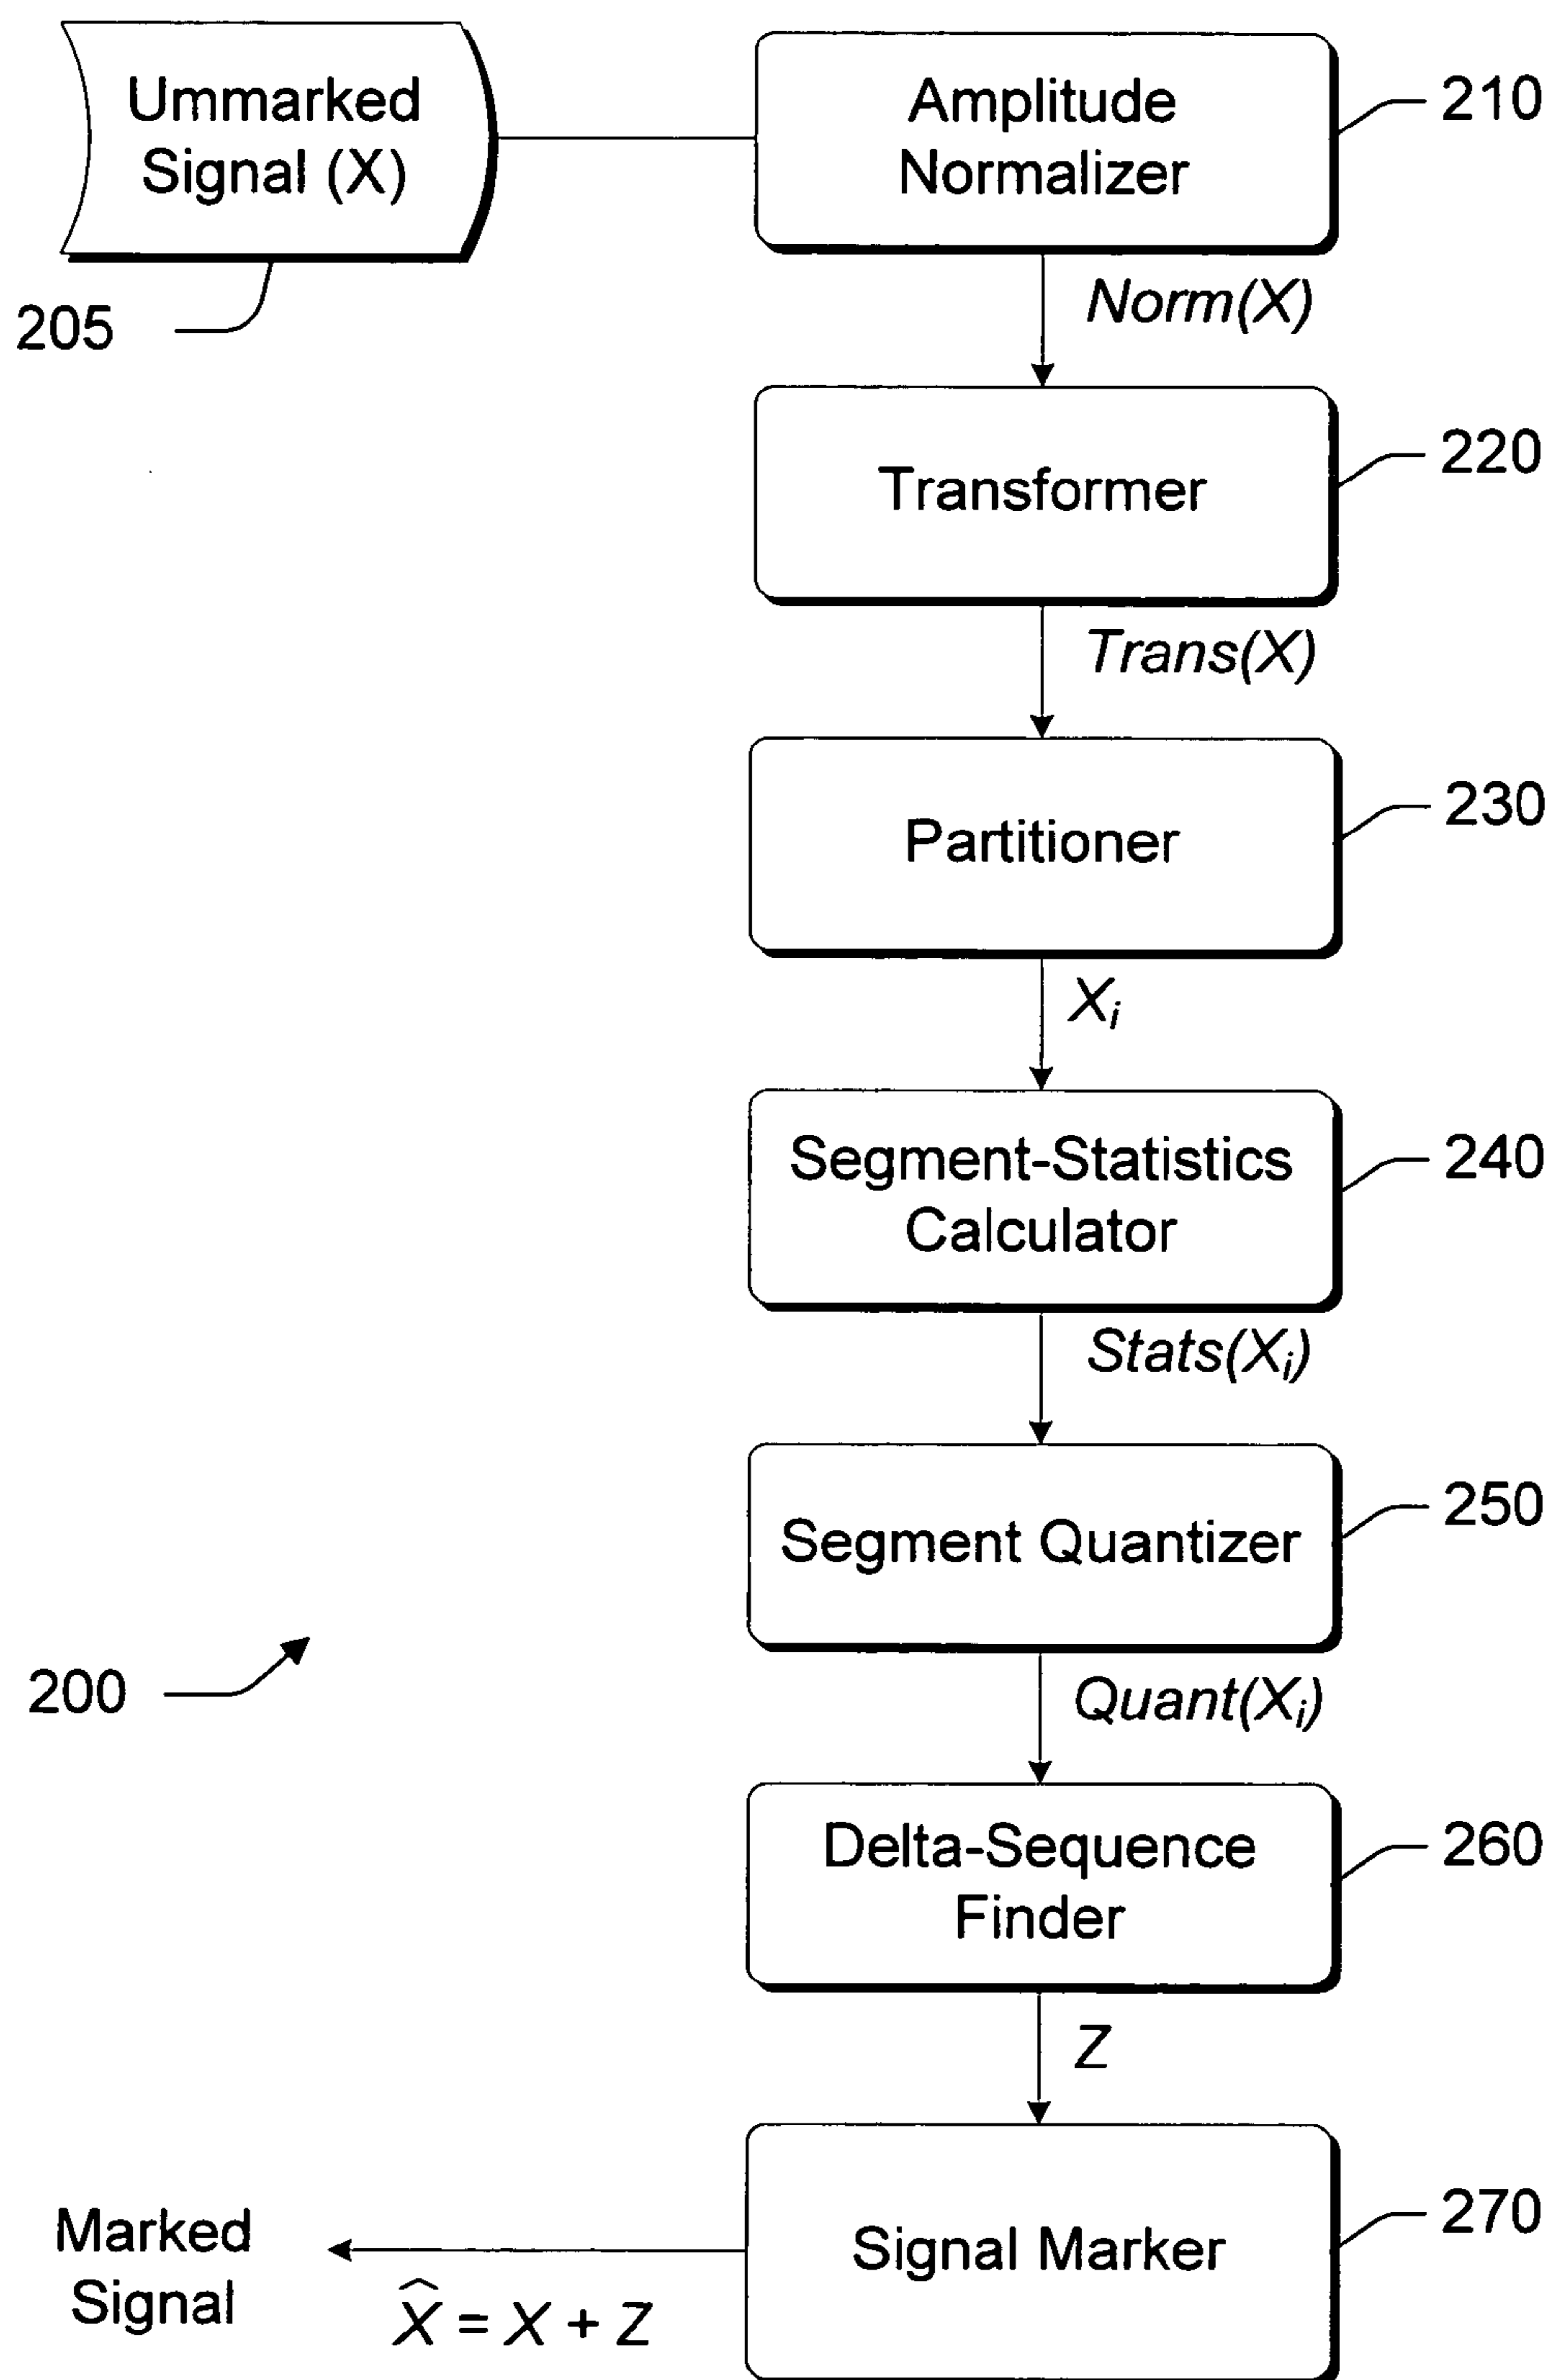 Ummarked
Signal (X)
205
Amplitude
Normalizer
210
Norm(X)
Transformer
220
Trans(X)
Partitioner
230
Xi
Segment-Statistics
Calculator
240
Stats(Xi)
Segment Quantizer
250
200
Quant(Xi)
Delta-Sequence
Finder
260
Z
Signal Marker
270
Marked
Signal
X̂ = X + Z